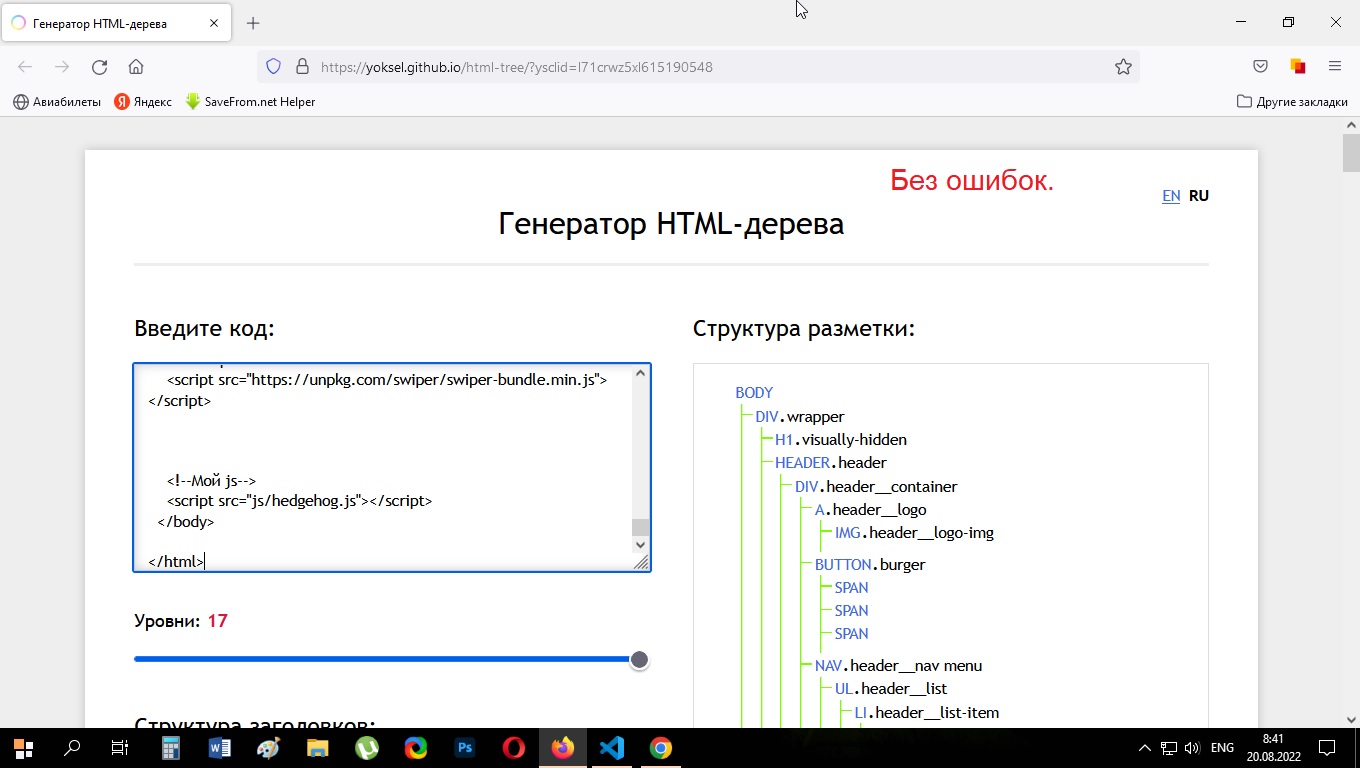 Генератор HTML-дерева
https://yoksel.github.io/html-tree/?ysclid=l71crwz5xl615190548
Авиабилеты
Я Яндекс
SaveFrom.net Helper
Другие закладки
Без ошибок.
EN RU
Генератор HTML-дерева
Введите код:
<script src="https://unpkg.com/swiper/swiper-bundle.min.js">
</script>
<!--Мой js-->
<script src="js/hedgehog.js"></script>
</body>
</html>
Уровни: 17
Структура заголовков:
Структура разметки:
BODY
DIV.wrapper
H1.visually-hidden
HEADER.header
DIV.header__container
A.header__logo
IMG.header__logo-img
BUTTON.burger
SPAN
SPAN
SPAN
NAV.header__nav menu
UL.header__list
LI.header__list-item
Ps
ENG
8:41
20.08.2022